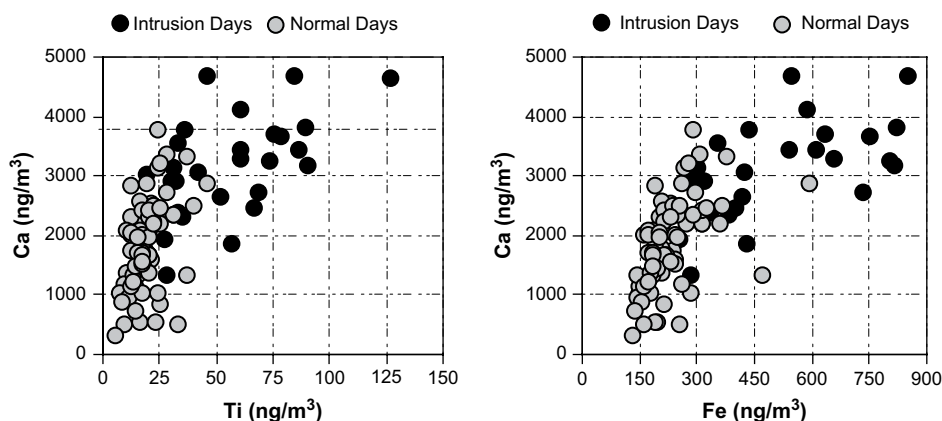 Intrusion Days Normal Days
5000
4000
3000
2000
1000
0
Ca (ng/m³)
0 25 50 75 100 125 150
Ti (ng/m³)
Intrusion Days Normal Days
5000
4000
3000
2000
1000
0
Ca (ng/m³)
0 150 300 450 600 750 900
Fe (ng/m³)